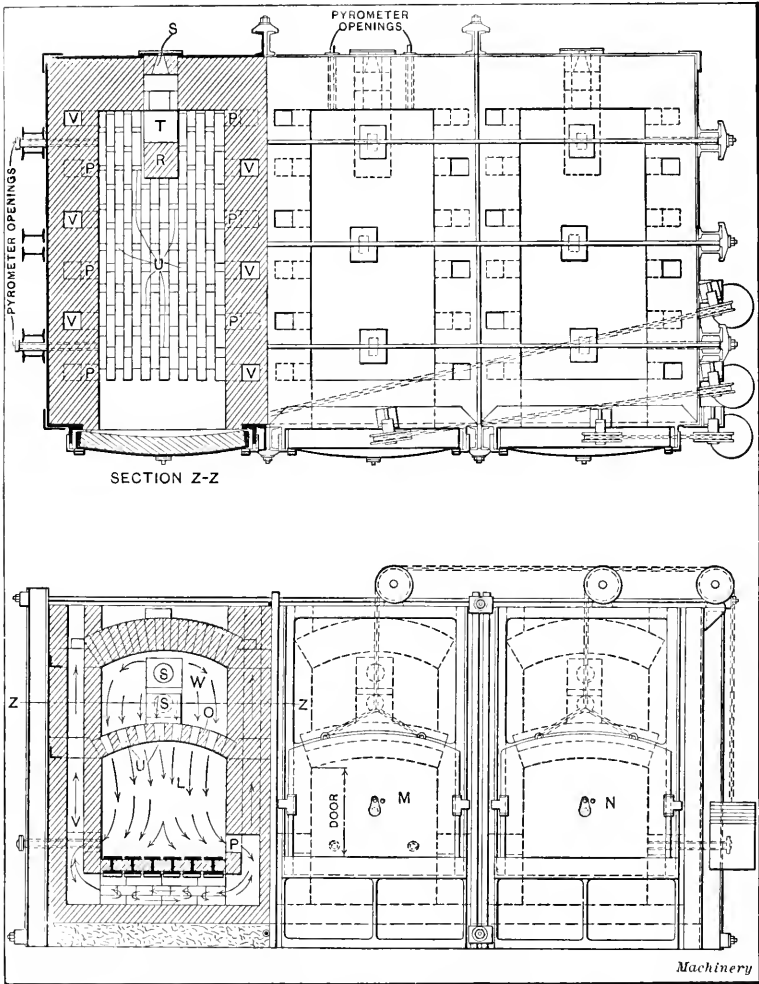 S
PYROMETER
OPENINGS
PYROMETER OPENINGS
V
T
P
R
P
V
V
P
U
P
V
V
P
P
V
SECTION Z-Z
S
W
Z
S
Z
O
U
L
DOOR
M
N
P
Machinery